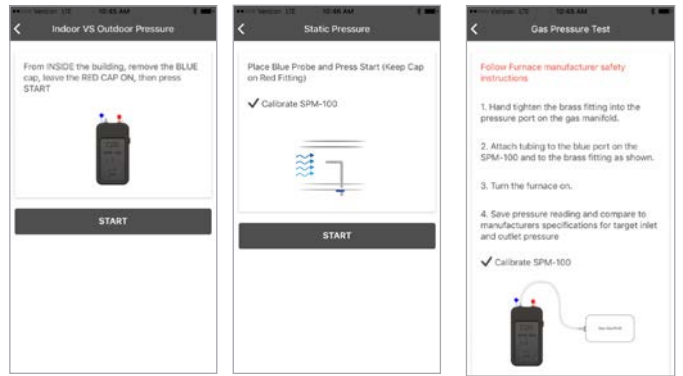 10:45 AM
Indoor VS Outdoor Pressure
From INSIDE the building, remove the BLUE
cap, leave the RED CAP ON, then press
START
START
Verizon LTE 10:46 AM
Static Pressure
Place Blue Probe and Press Start (Keep Cap
on Red Fitting)
Calibrate SPM-100
START
Verizon LTE 10:45 AM
Gas Pressure Test
Follow Furnace manufacturer safety
instructions
1. Hand tighten the brass fitting into the
pressure port on the gas manifold.
2. Attach tubing to the blue port on the
SPM-100 and to the brass fitting as shown.
3. Turn the furnace on.
4. Save pressure reading and compare to
manufacturers specifications for target inlet
and outlet pressure
Calibrate SPM-100
Gas Manifold